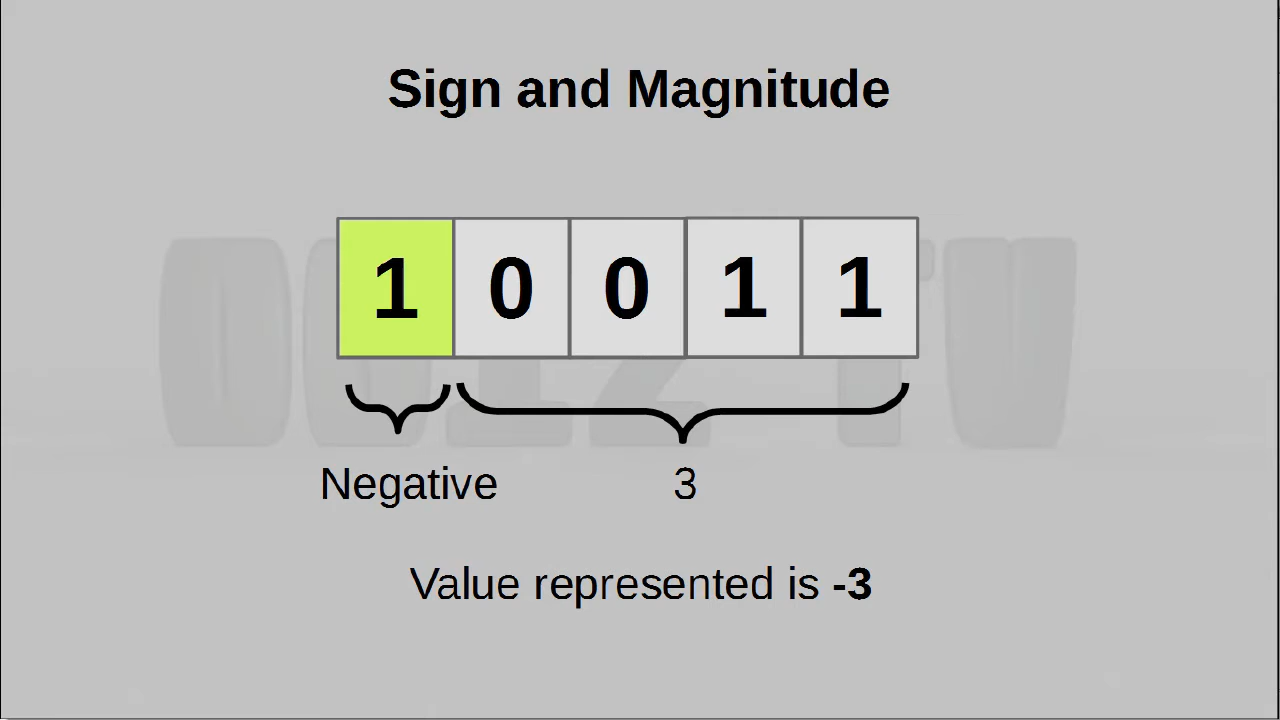 Sign and Magnitude
1 0 0 1 1
Negative 3
Value represented is -3